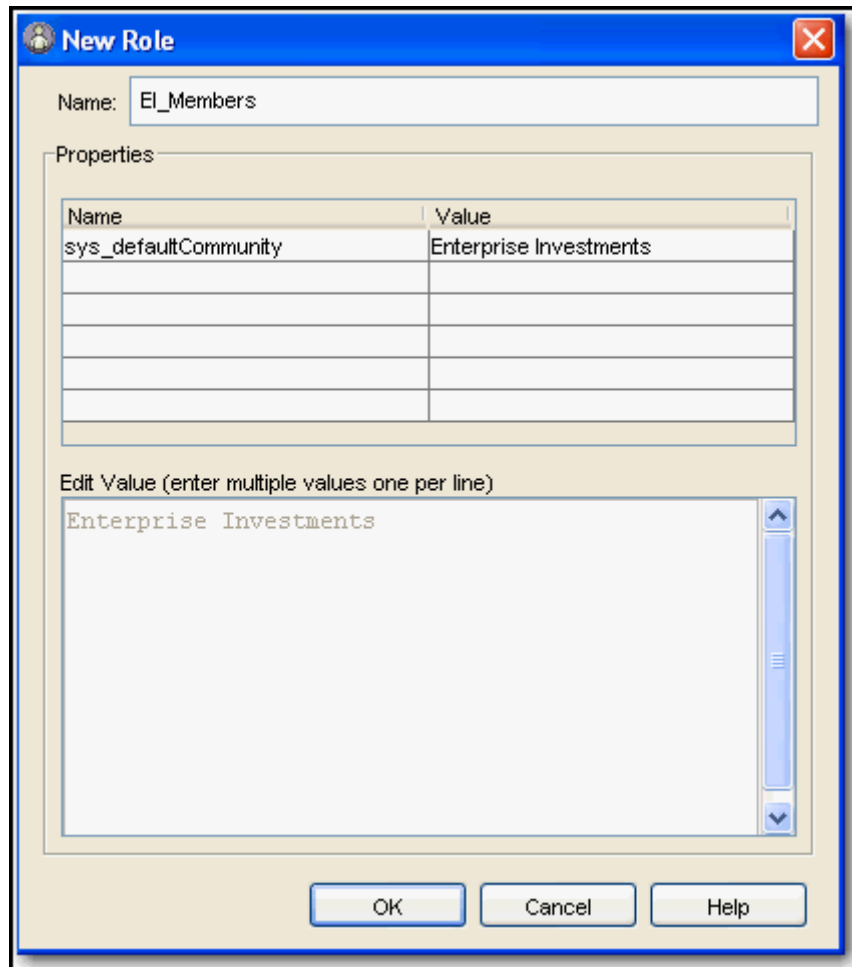 New Role
Name: EI_Members
Properties
Name Value
sys_defaultCommunity Enterprise Investments
Edit Value (enter multiple values one per line)
Enterprise Investments
OK Cancel Help